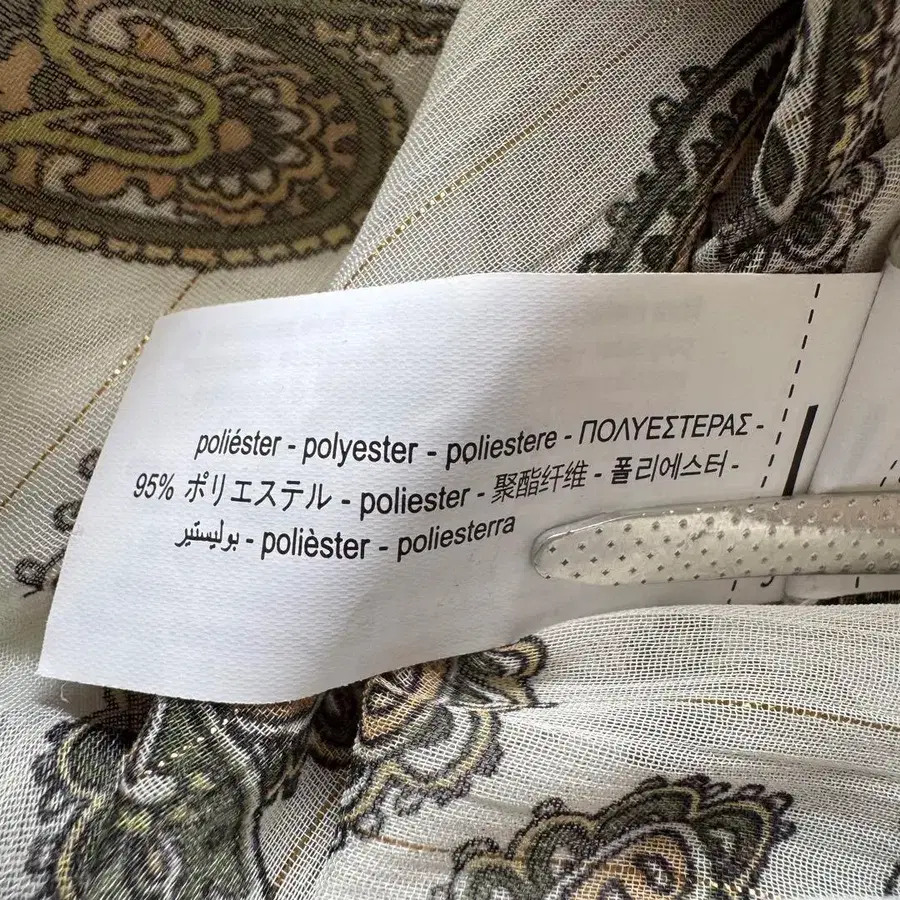 poliéster - polyester - poliestere - ΠΟΛΥΕΣΤΕΡΑΣ -
95% ポリエステル - poliester - 聚酯纤维 - 폴리에스터 -
بوليستير - polièster - poliesterra